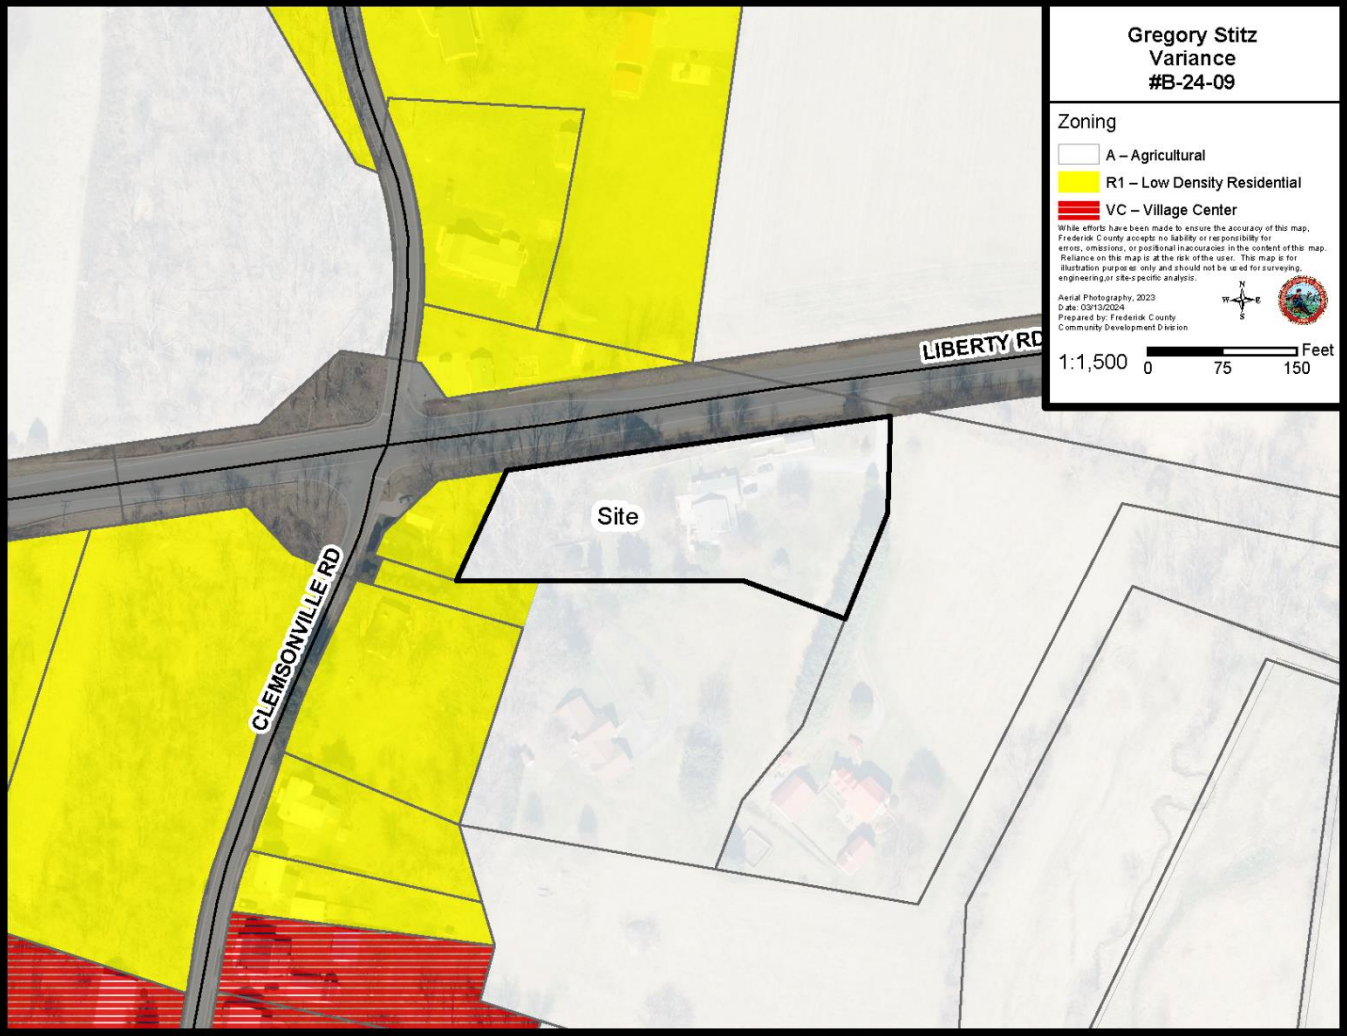 Gregory Stitz
Variance
#B-24-09
Zoning
A – Agricultural
R1 – Low Density Residential
VC – Village Center
While efforts have been made to ensure the accuracy of this map,
Frederick County accepts no liability or responsibility for
errors, omissions, or positional inaccuracies in the content of this map.
Reliance on this map is at the risk of the user. This map is for
illustration purposes only and should not be used for surveying,
engineering, or site-specific analysis.
Aerial Photography, 2023
Date: 03/13/2024
Prepared by: Frederick County
Community Development Division
N
W E
S
1:1,500
Feet
0 75 150
LIBERTY RD
Site
CLEMSONVILLE RD